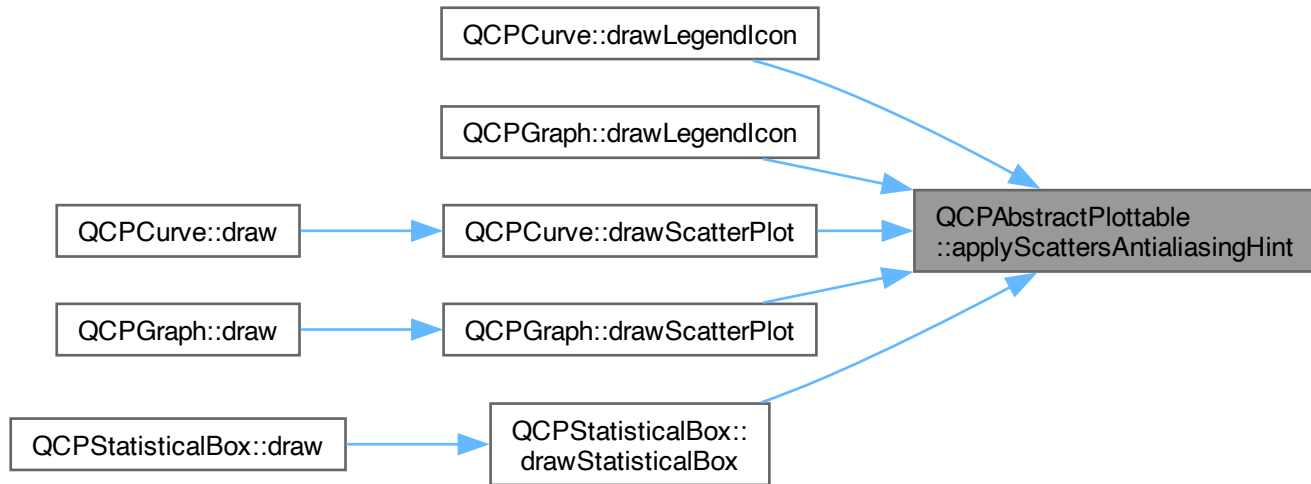 QCPCurve::drawLegendIcon
QCPGraph::drawLegendIcon
QCPAbstractPlottable
::applyScattersAntialiasingHint
QCPCurve::draw
QCPCurve::drawScatterPlot
QCPGraph::draw
QCPGraph::drawScatterPlot
QCPStatisticalBox::draw
QCPStatisticalBox::
drawStatisticalBox